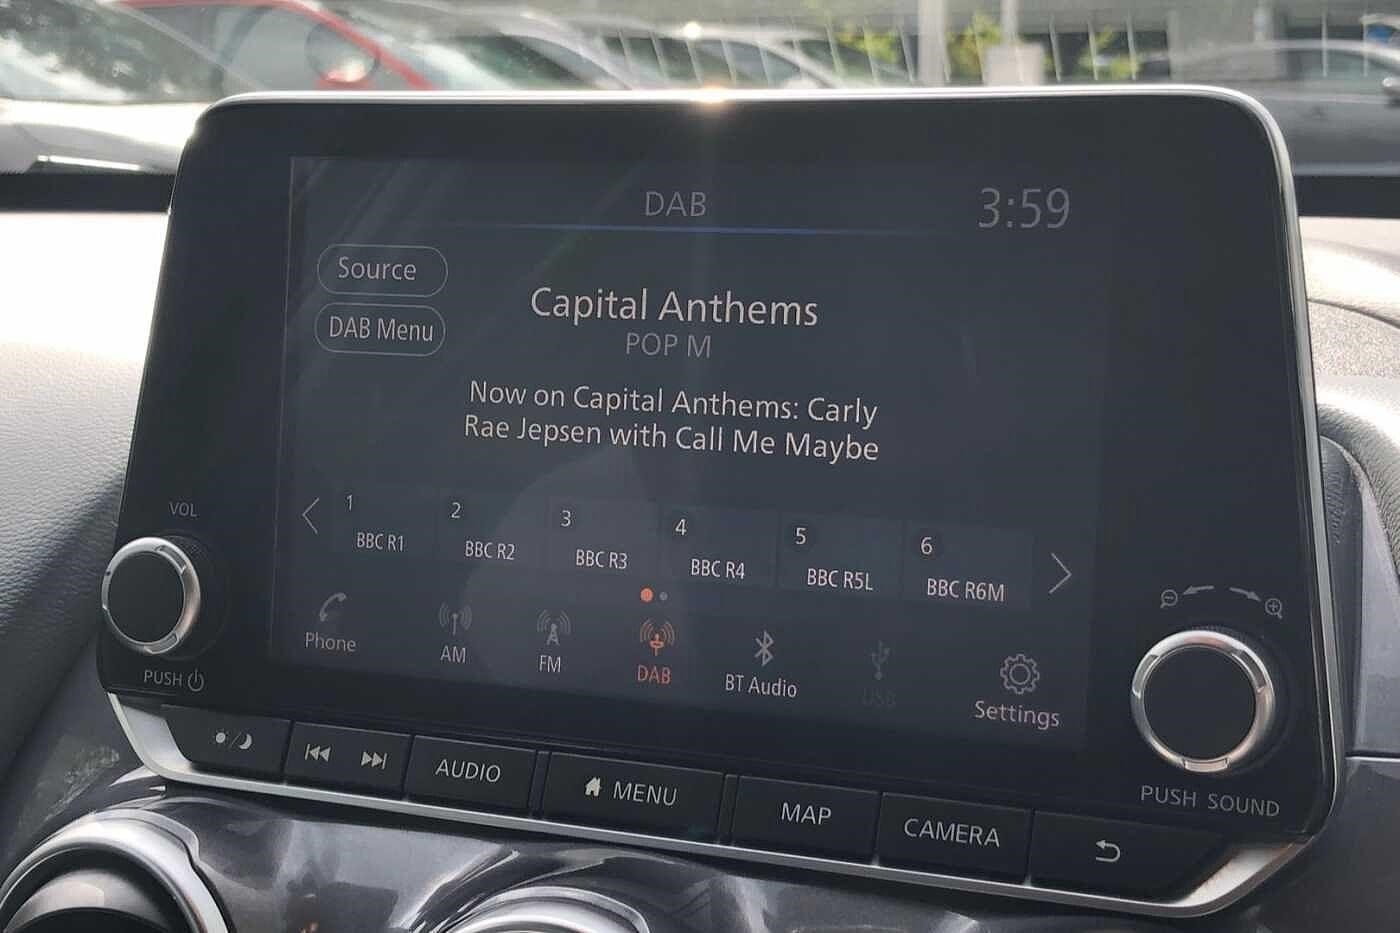 DAB
3:59
Source
DAB Menu
Capital Anthems
POP M
Now on Capital Anthems: Carly
Rae Jepsen with Call Me Maybe
1
BBC R1
2
BBC R2
3
BBC R3
4
BBC R4
5
BBC R5L
6
BBC R6M
Phone
AM
FM
DAB
BT Audio
USB
Settings
VOL
PUSH
PUSH SOUND
AUDIO
MENU
MAP
CAMERA